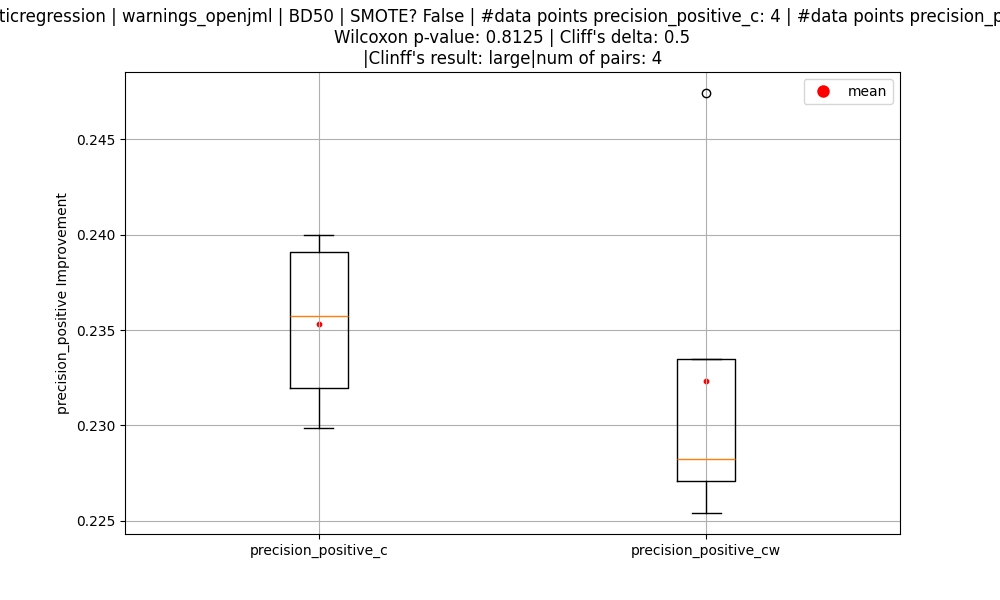 ticregression | warnings_openjml | BD50 | SMOTE? False | #data points precision_positive_c: 4 | #data points precision_p
Wilcoxon p-value: 0.8125 | Cliff's delta: 0.5
|Clinff's result: large|num of pairs: 4
mean
0.245
0.240
0.235
0.230
0.225
precision_positive Improvement
precision_positive_c
precision_positive_cw